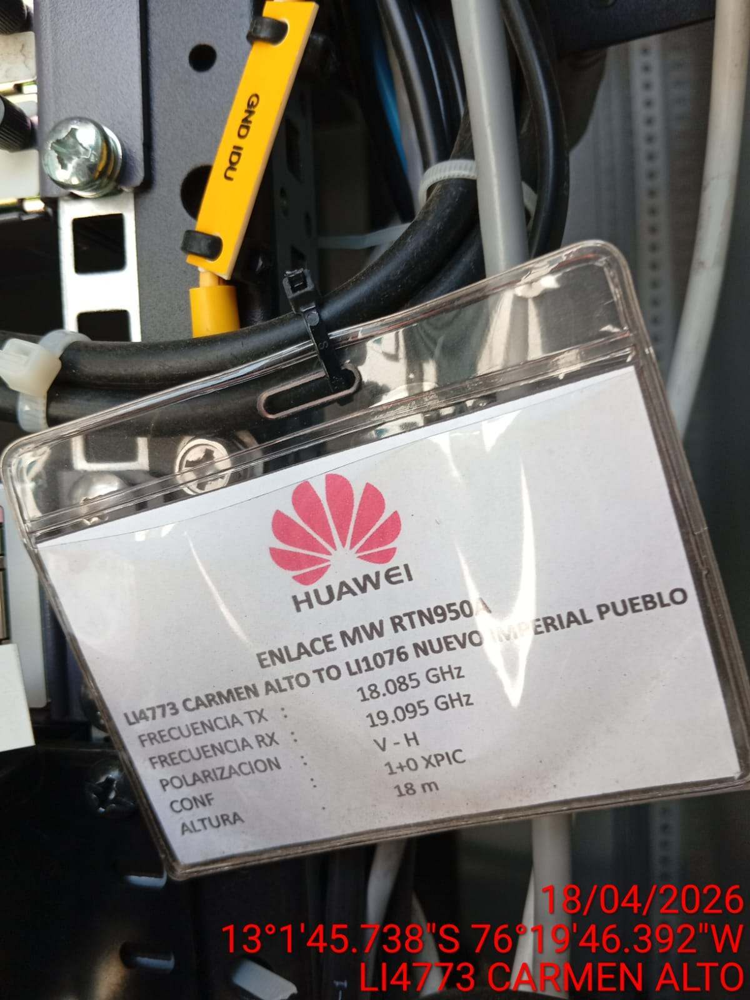 GND IDU
HUAWEI
ENLACE MW RTN950A
LI4773 CARMEN ALTO TO LI1076 NUEVO IMPERIAL PUEBLO
FRECUENCIA TX : 18.085 GHz
FRECUENCIA RX : 19.095 GHz
POLARIZACION : V - H
CONF : 1+0 XPIC
ALTURA : 18 m
18/04/2026
13°1'45.738"S 76°19'46.392"W
LI4773 CARMEN ALTO